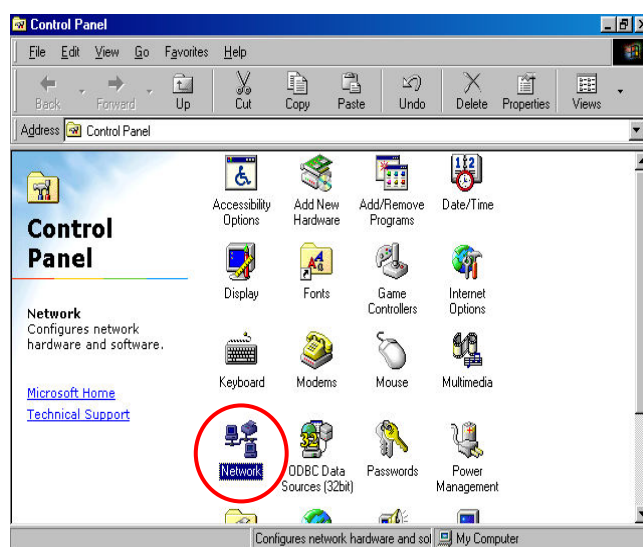 Control Panel
File Edit View Go Favorites Help
Back Forward Up Cut Copy Paste Undo Delete Properties Views
Address Control Panel
Control
Panel
Network
Configures network
hardware and software.
Microsoft Home
Technical Support
Accessibility
Options
Add New
Hardware
Add/Remove
Programs
Date/Time
Display
Fonts
Game
Controllers
Internet
Options
Keyboard
Modems
Mouse
Multimedia
Network
ODBC Data
Sources (32bit)
Passwords
Power
Management
Configures network hardware and sol
My Computer